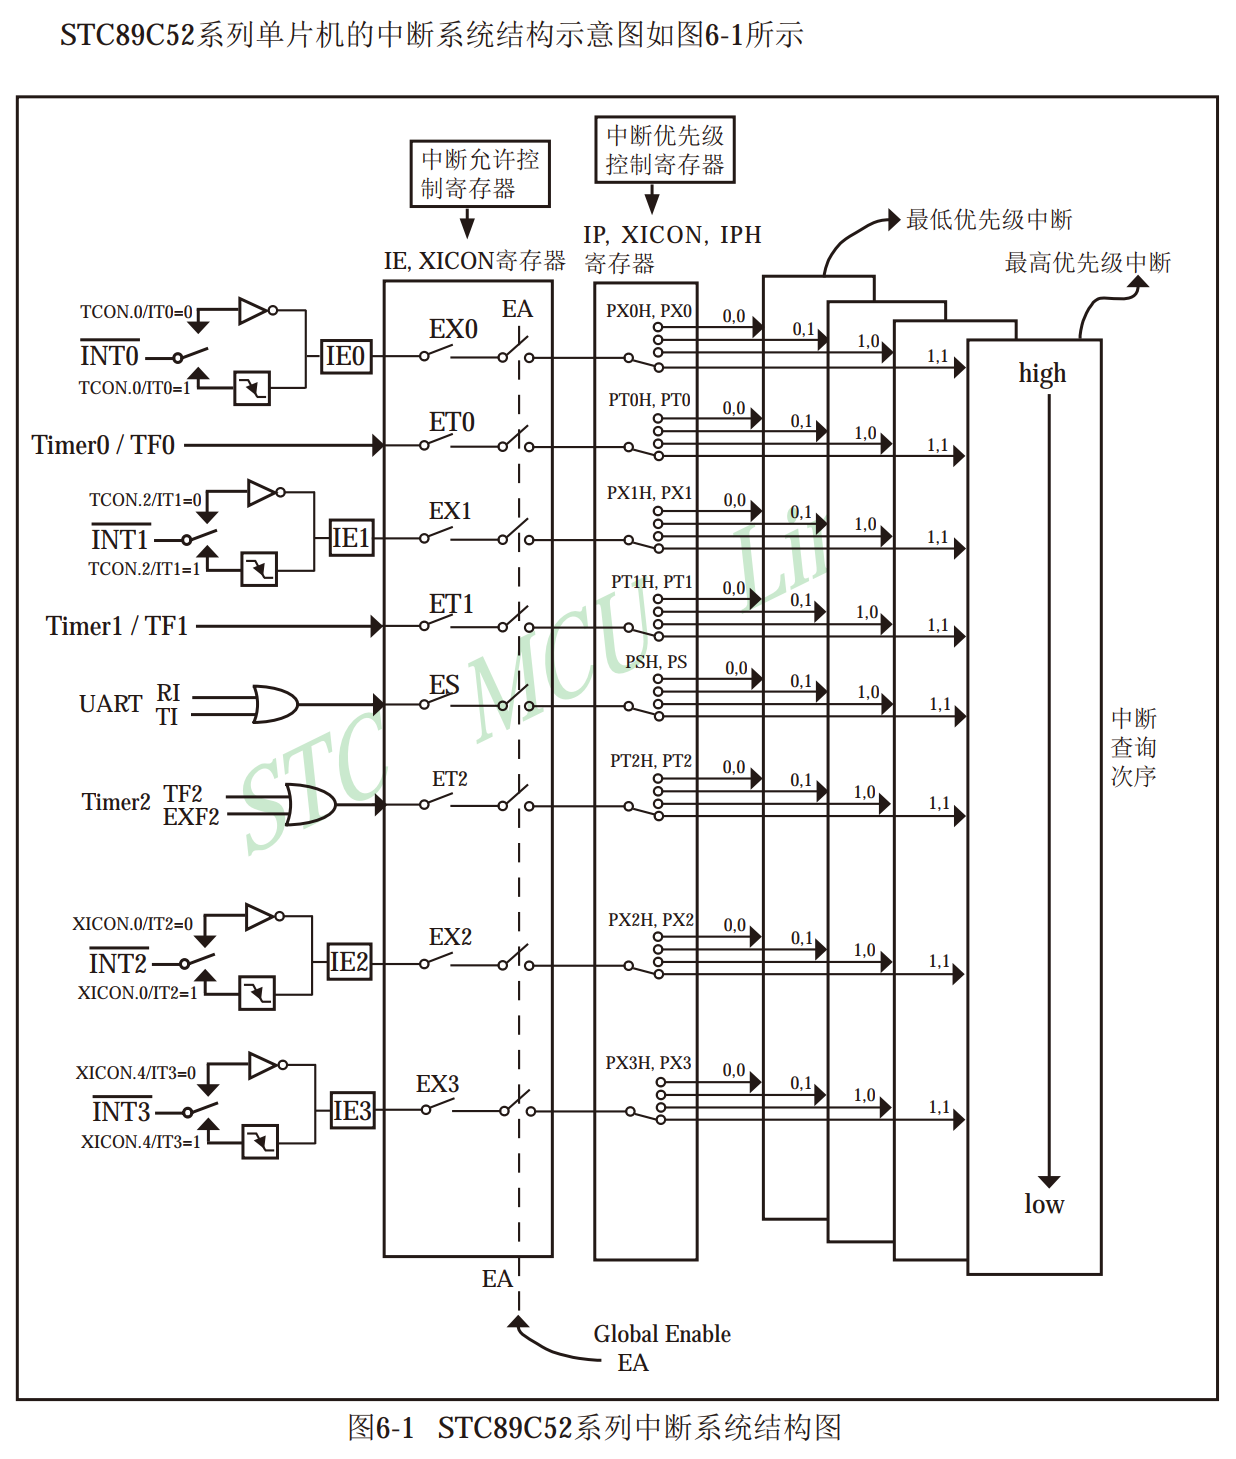 STC89C52系列单片机的中断系统结构示意图如图6-1所示
中断优先级
控制寄存器
中断允许控
制寄存器
最低优先级中断
IP, XICON, IPH
寄存器
最高优先级中断
IE, XICON寄存器
TCON.0/IT0=0
INT0
TCON.0/IT0=1
IE0
EX0
EA
PX0H, PX0
0,0
0,1
1,0
1,1
high
Timer0 / TF0
ET0
PT0H, PT0
0,0
0,1
1,0
1,1
TCON.2/IT1=0
INT1
TCON.2/IT1=1
IE1
EX1
PX1H, PX1
0,0
0,1
1,0
1,1
Timer1 / TF1
ET1
PT1H, PT1
0,0
0,1
1,0
1,1
UART
RI
TI
ES
PSH, PS
0,0
0,1
1,0
1,1
中断
查询
次序
Timer2
TF2
EXF2
ET2
PT2H, PT2
0,0
0,1
1,0
1,1
XICON.0/IT2=0
INT2
XICON.0/IT2=1
IE2
EX2
PX2H, PX2
0,0
0,1
1,0
1,1
XICON.4/IT3=0
INT3
XICON.4/IT3=1
IE3
EX3
PX3H, PX3
0,0
0,1
1,0
1,1
low
EA
Global Enable
EA
STC MCU
图6-1 STC89C52系列中断系统结构图